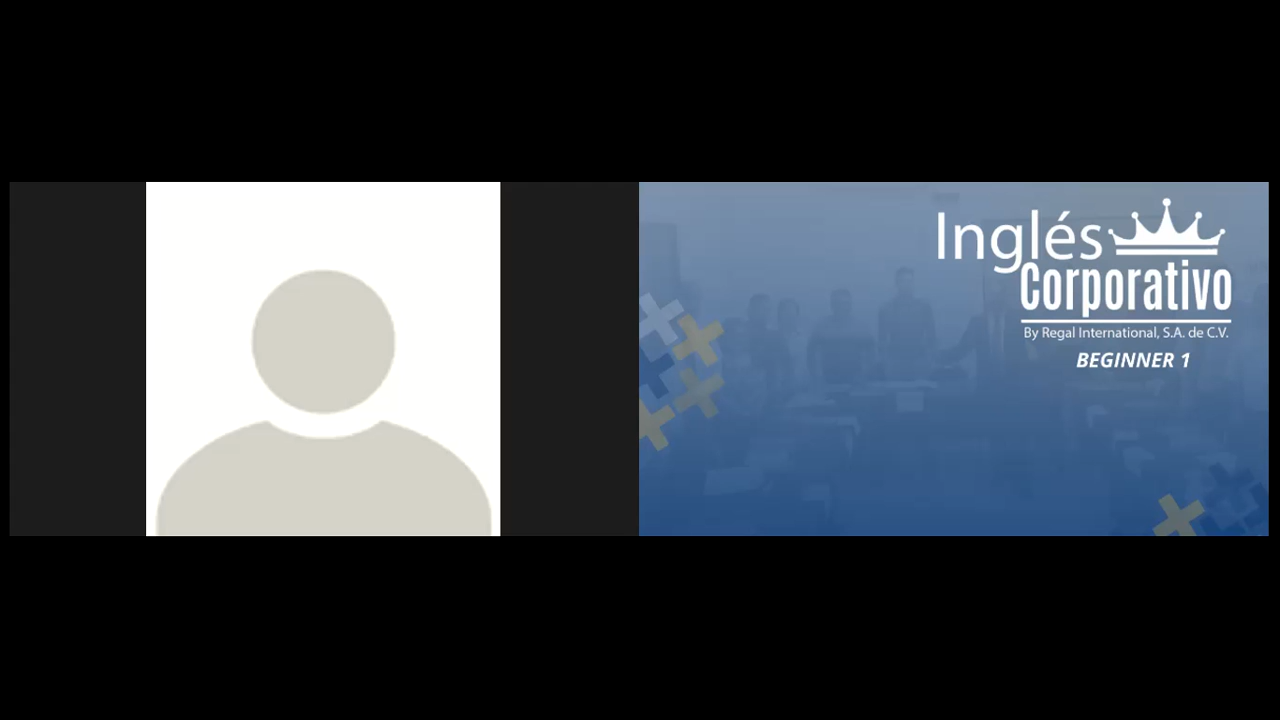 Inglés
Corporativo
By Regal International, S.A. de C.V.
BEGINNER 1